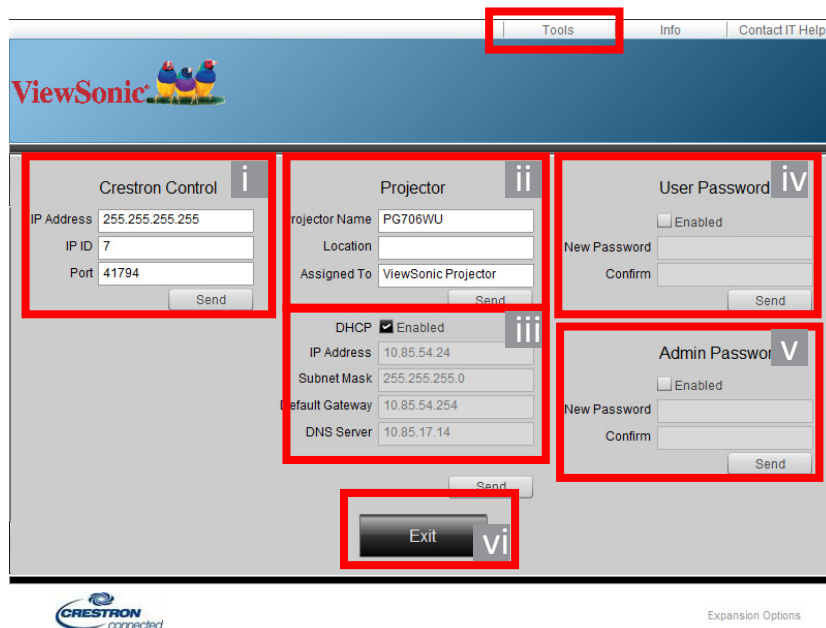 Tools Info Contact IT Help
ViewSonic
i
Crestron Control
IP Address 255.255.255.255
IP ID 7
Port 41794
Send
ii
Projector
Projector Name PG706WU
Location
Assigned To ViewSonic Projector
Send
iii
DHCP Enabled
IP Address 10.85.54.24
Subnet Mask 255.255.255.0
Default Gateway 10.85.54.254
DNS Server 10.85.17.14
Send
iv
User Password
Enabled
New Password
Confirm
Send
v
Admin Passwor
Enabled
New Password
Confirm
Send
Exit
vi
CRESTRON
connected
Expansion Options